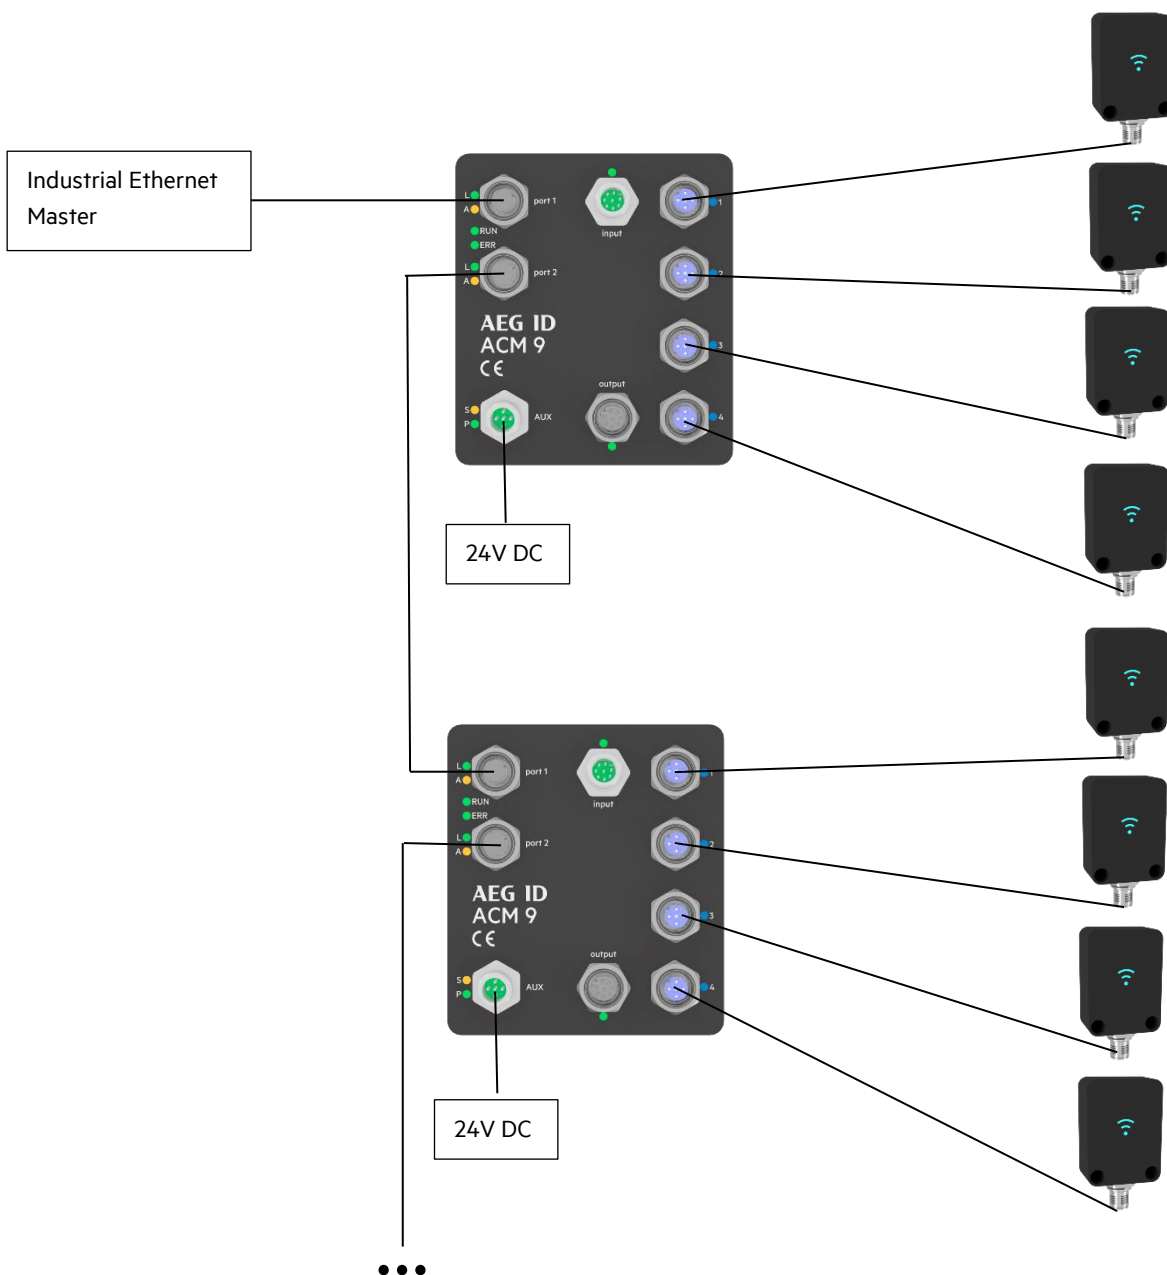 Industrial Ethernet
Master
L
A
port 1
RUN
ERR
L
A
port 2
AEG ID
ACM 9
CE
S
P
AUX
input
output
1
2
3
4
24V DC
L
A
port 1
RUN
ERR
L
A
port 2
AEG ID
ACM 9
CE
S
P
AUX
input
output
1
2
3
4
24V DC
•••